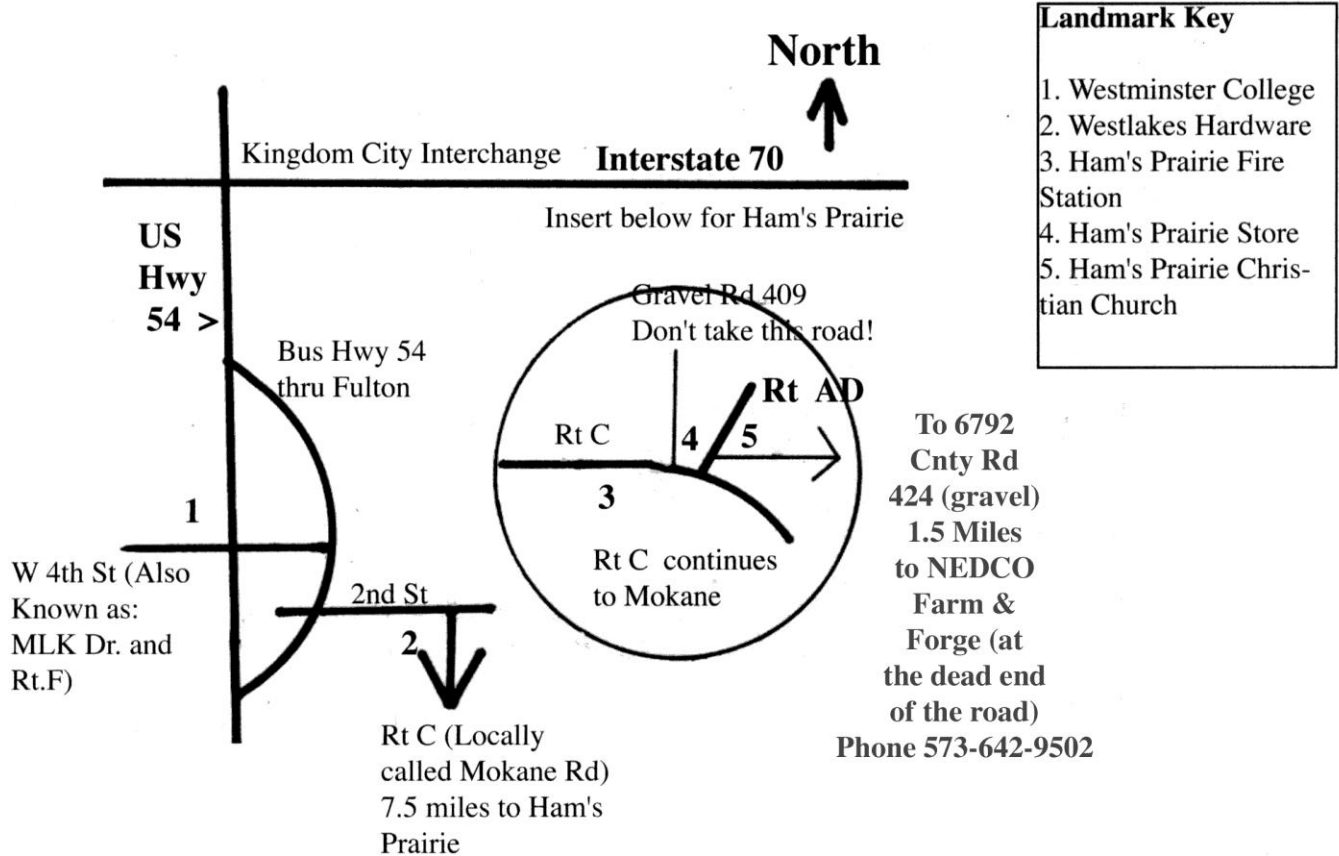 North
Kingdom City Interchange
Interstate 70
Insert below for Ham's Prairie
US
Hwy
54 >
Bus Hwy 54
thru Fulton
1
W 4th St (Also
Known as:
MLK Dr. and
Rt.F)
2nd St
2
Rt C (Locally
called Mokane Rd)
7.5 miles to Ham's
Prairie
Gravel Rd 409
Don't take this road!
Rt AD
Rt C
4
5
3
Rt C continues
to Mokane
To 6792
Cnty Rd
424 (gravel)
1.5 Miles
to NEDCO
Farm &
Forge (at
the dead end
of the road)
Phone 573-642-9502
Landmark Key
1. Westminster College
2. Westlakes Hardware
3. Ham's Prairie Fire
Station
4. Ham's Prairie Store
5. Ham's Prairie Chris-
tian Church